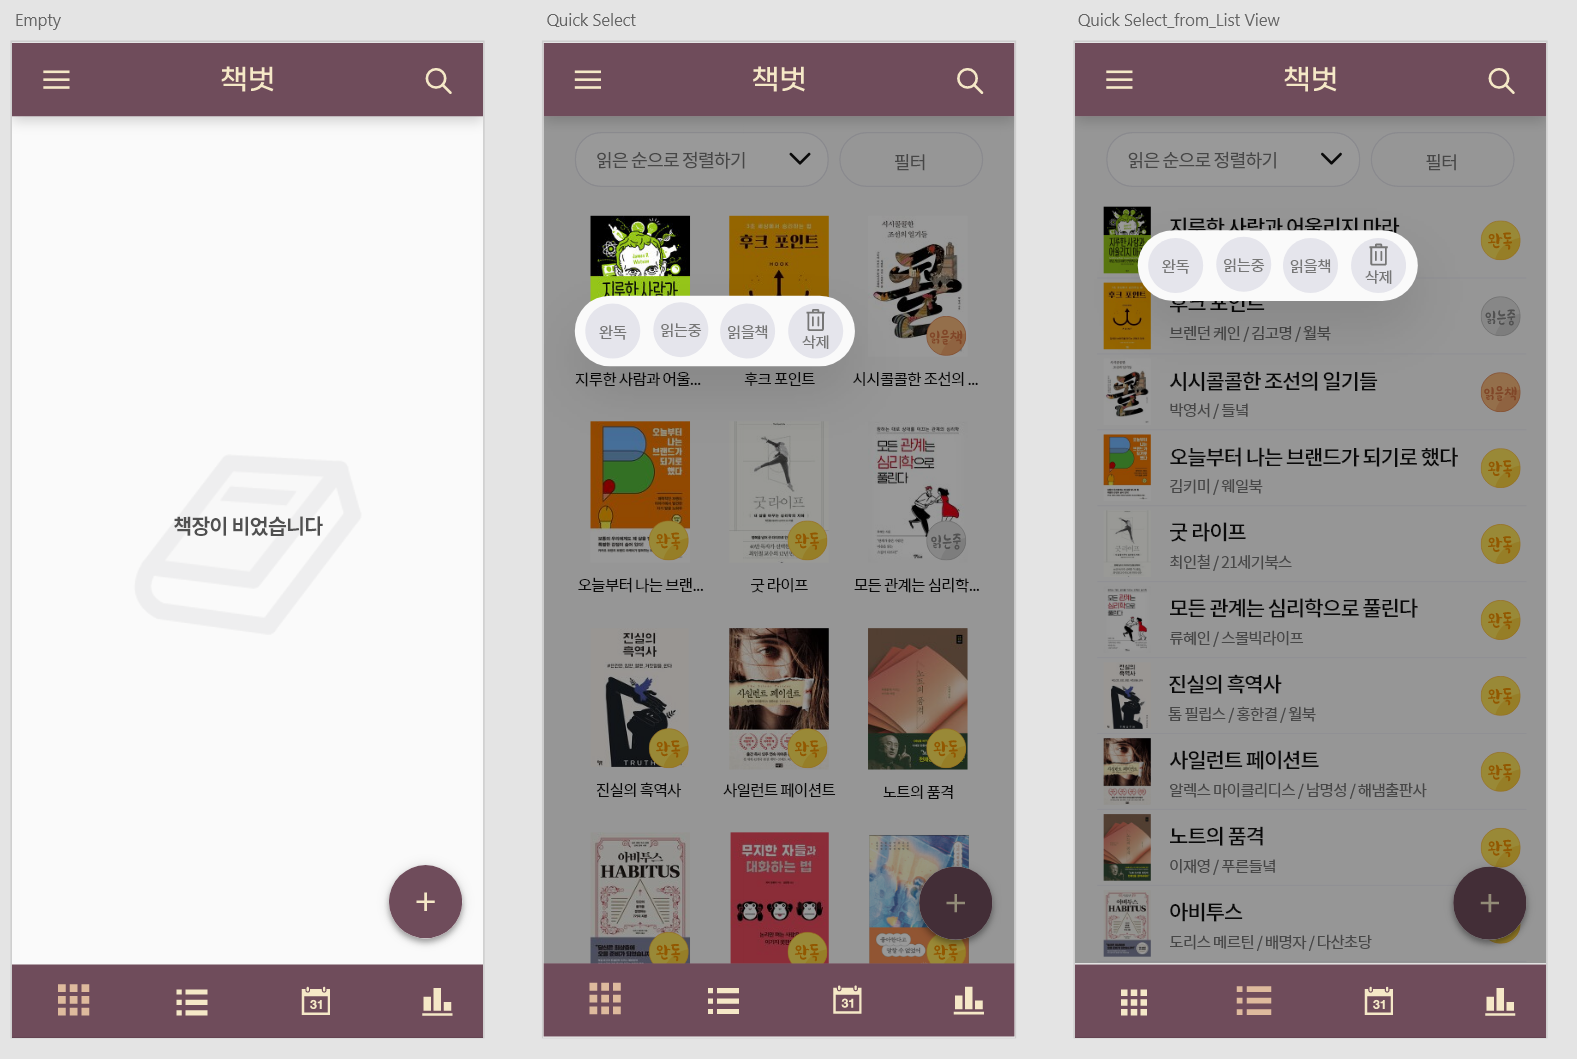 Empty
책벗
책장이 비었습니다
Quick Select
책벗
읽은 순으로 정렬하기
필터
지루한 사람과
후크 포인트
HOOK
시시콜콜한
조선의 일기들
읽을책
완독
읽는중
읽을책
삭제
지루한 사람과 어울...
후크 포인트
시시콜콜한 조선의 ...
오늘부터
나는
브랜드가
되기로
했다
완독
굿 라이프
완독
모든 관계는
심리학으로
풀린다
읽는중
오늘부터 나는 브랜...
굿 라이프
모든 관계는 심리학...
진실의
흑역사
TRUTH
완독
사일런트 페이션트
완독
노트의 품격
완독
진실의 흑역사
사일런트 페이션트
노트의 품격
아비투스
HABITUS
완독
무지한 자들과
대화하는 법
완독
31
Quick Select_from_List View
책벗
읽은 순으로 정렬하기
필터
지루한 사람과 어울리지 마라
완독
완독
읽는중
읽을책
삭제
후크 포인트
브렌던 케인 / 김고명 / 월북
읽는중
시시콜콜한 조선의 일기들
박영서 / 들녘
읽을책
오늘부터 나는 브랜드가 되기로 했다
김키미 / 웨일북
완독
굿 라이프
최인철 / 21세기북스
완독
모든 관계는 심리학으로 풀린다
류혜인 / 스몰빅라이프
완독
진실의 흑역사
톰 필립스 / 홍한결 / 월북
완독
사일런트 페이션트
알렉스 마이클리디스 / 남명성 / 해냄출판사
완독
노트의 품격
이재영 / 푸른들녘
완독
아비투스
HABITUS
아비투스
도리스 메르틴 / 배명자 / 다산초당
31
31